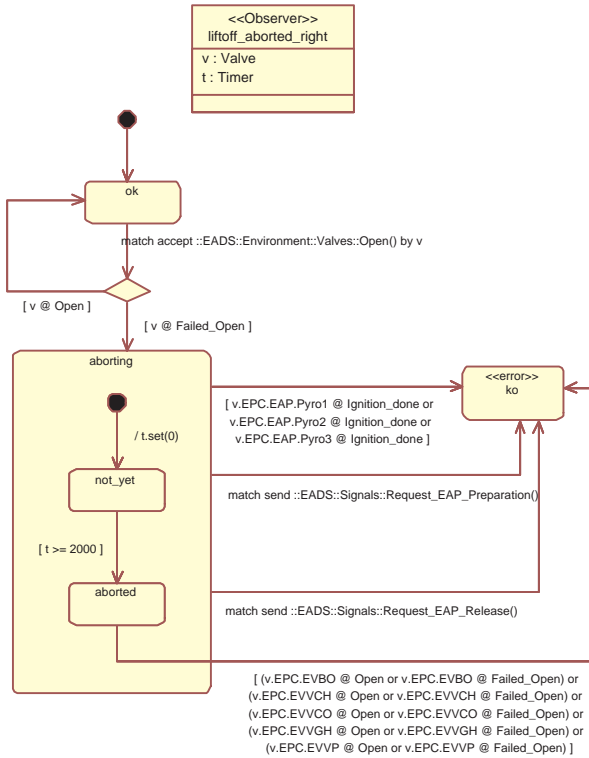 <<Observer>>
liftoff_aborted_right
v : Valve
t : Timer
ok
match accept ::EADS::Environment::Valves::Open() by v
[ v @ Open ]
[ v @ Failed_Open ]
aborting
<<error>>
ko
[ v.EPC.EAP.Pyro1 @ Ignition_done or
v.EPC.EAP.Pyro2 @ Ignition_done or
v.EPC.EAP.Pyro3 @ Ignition_done ]
/ t.set(0)
not_yet
match send ::EADS::Signals::Request_EAP_Preparation()
[ t >= 2000 ]
aborted
match send ::EADS::Signals::Request_EAP_Release()
[ (v.EPC.EVBO @ Open or v.EPC.EVBO @ Failed_Open) or
(v.EPC.EVVCH @ Open or v.EPC.EVVCH @ Failed_Open) or
(v.EPC.EVVCO @ Open or v.EPC.EVVCO @ Failed_Open) or
(v.EPC.EVVGH @ Open or v.EPC.EVVGH @ Failed_Open) or
(v.EPC.EVVP @ Open or v.EPC.EVVP @ Failed_Open) ]